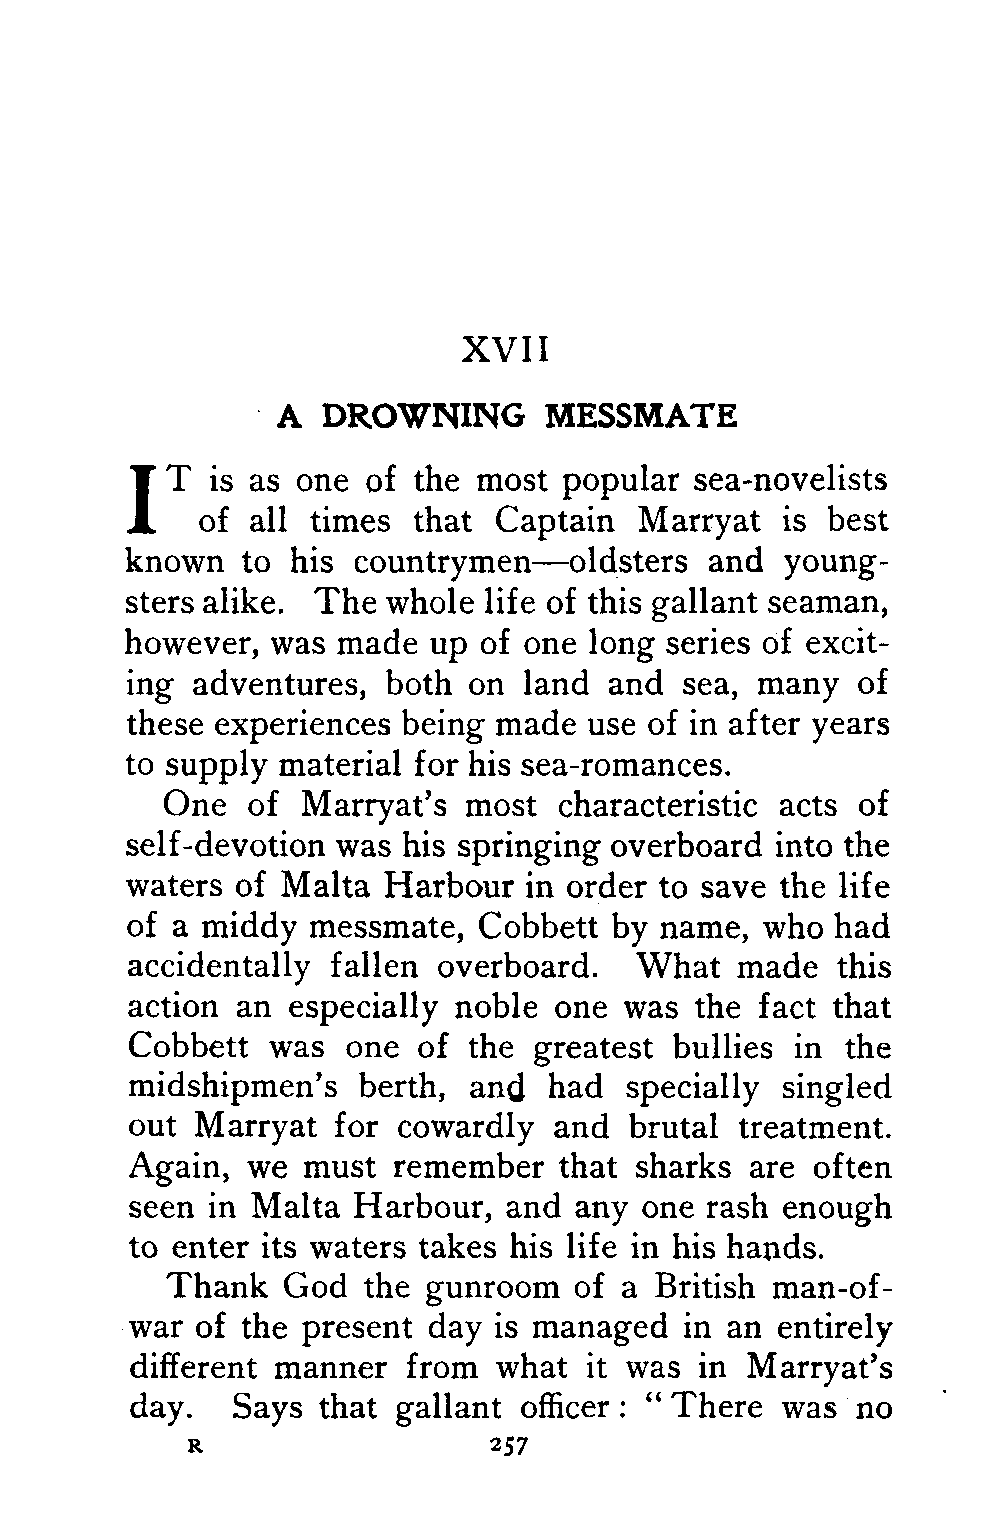 XVII
A DROWNING MESSMATE
IT is as one of the most popular sea-novelists
of all times that Captain Marryat is best
known to his countrymen—oldsters and young-
sters alike. The whole life of this gallant seaman,
however, was made up of one long series of excit-
ing adventures, both on land and sea, many of
these experiences being made use of in after years
to supply material for his sea-romances.
One of Marryat's most characteristic acts of
self-devotion was his springing overboard into the
waters of Malta Harbour in order to save the life
of a middy messmate, Cobbett by name, who had
accidentally fallen overboard. What made this
action an especially noble one was the fact that
Cobbett was one of the greatest bullies in the
midshipmen's berth, and had specially singled
out Marryat for cowardly and brutal treatment.
Again, we must remember that sharks are often
seen in Malta Harbour, and any one rash enough
to enter its waters takes his life in his hands.
Thank God the gunroom of a British man-of-
war of the present day is managed in an entirely
different manner from what it was in Marryat's
day. Says that gallant officer : “ There was no
R 257